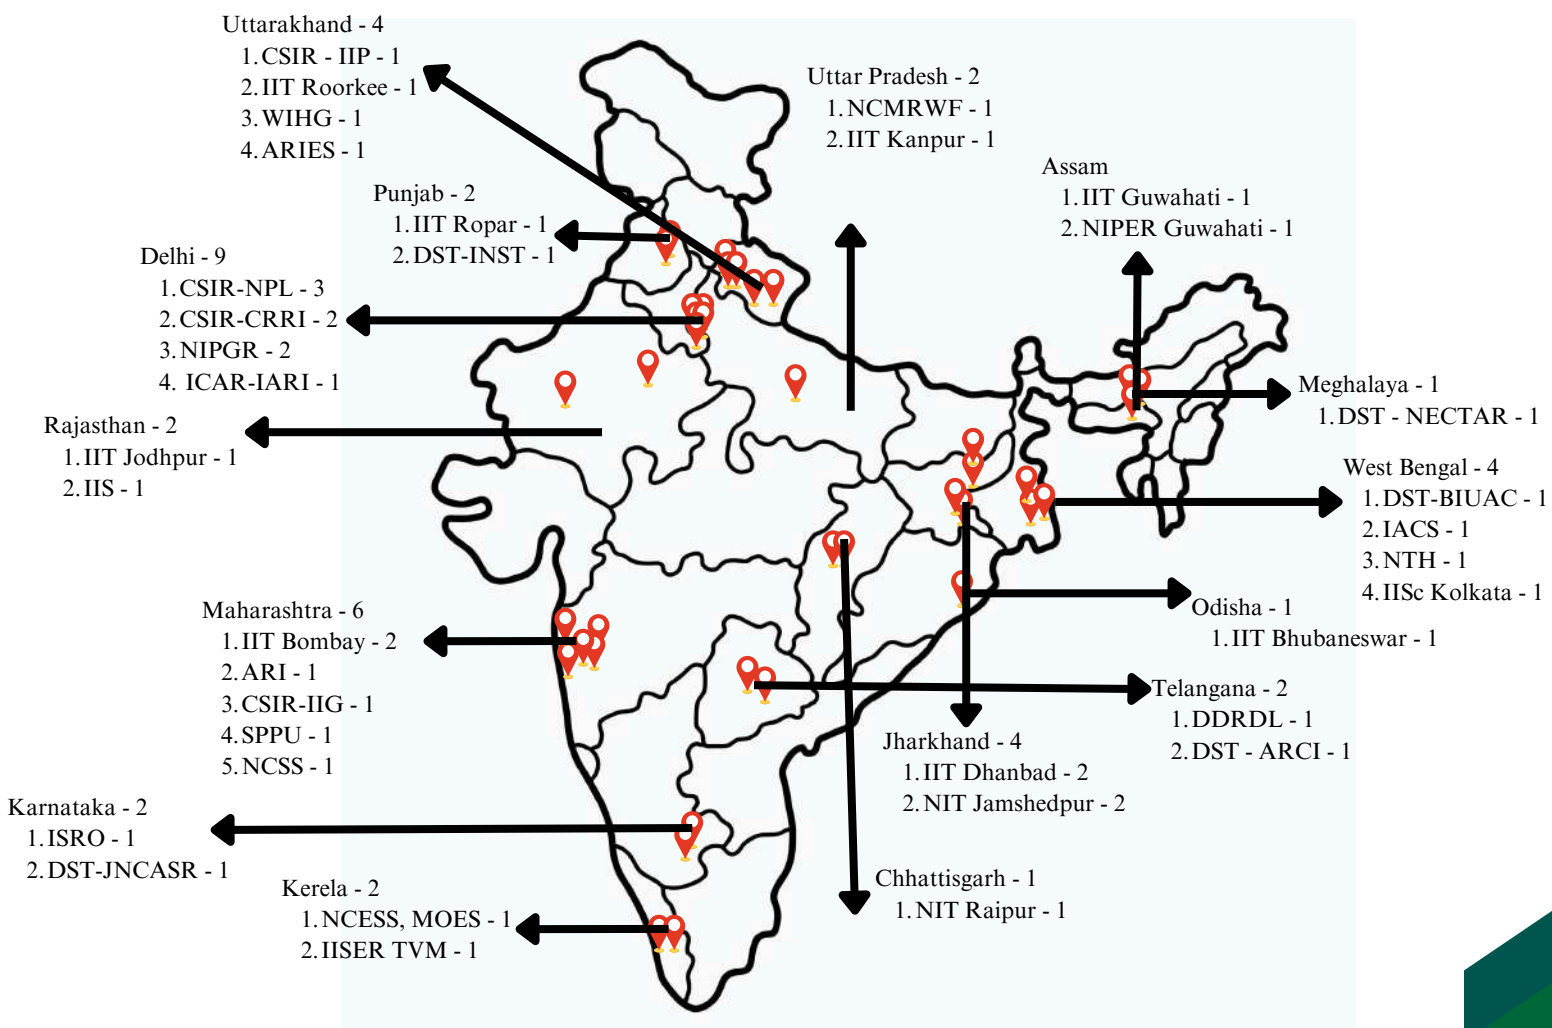 Uttarakhand - 4
1. CSIR - IIP - 1
2. IIT Roorkee - 1
3. WIHG - 1
4. ARIES - 1
Uttar Pradesh - 2
1. NCMRWF - 1
2. IIT Kanpur - 1
Assam
1. IIT Guwahati - 1
2. NIPER Guwahati - 1
Punjab - 2
1. IIT Ropar - 1
2. DST-INST - 1
Delhi - 9
1. CSIR-NPL - 3
2. CSIR-CRRI - 2
3. NIPGR - 2
4. ICAR-IARI - 1
Meghalaya - 1
1. DST - NECTAR - 1
Rajasthan - 2
1. IIT Jodhpur - 1
2. IIS - 1
West Bengal - 4
1. DST-BIUAC - 1
2. IACS - 1
3. NTH - 1
4. IISc Kolkata - 1
Odisha - 1
1. IIT Bhubaneswar - 1
Maharashtra - 6
1. IIT Bombay - 2
2. ARI - 1
3. CSIR-IIG - 1
4. SPPU - 1
5. NCSS - 1
Telangana - 2
1. DDRDL - 1
2. DST - ARCI - 1
Jharkhand - 4
1. IIT Dhanbad - 2
2. NIT Jamshedpur - 2
Karnataka - 2
1. ISRO - 1
2. DST-JNCASR - 1
Kerela - 2
1. NCESS, MOES - 1
2. IISER TVM - 1
Chhattisgarh - 1
1. NIT Raipur - 1